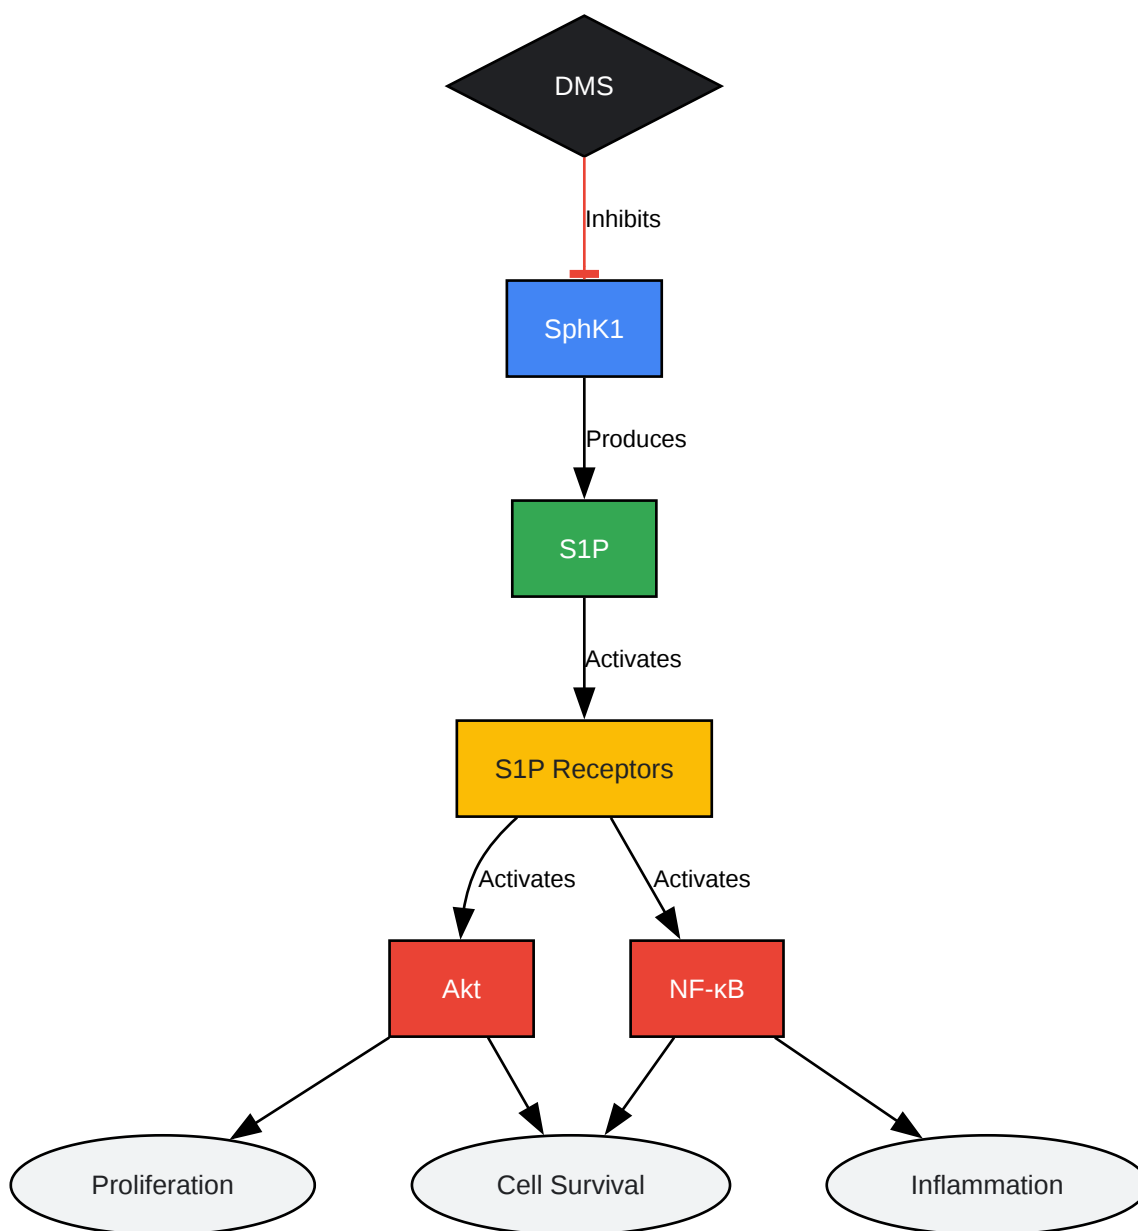 DMS
Inhibits
SphK1
Produces
S1P
Activates
S1P Receptors
Activates
Activates
Akt
NF-κB
Proliferation
Cell Survival
Inflammation